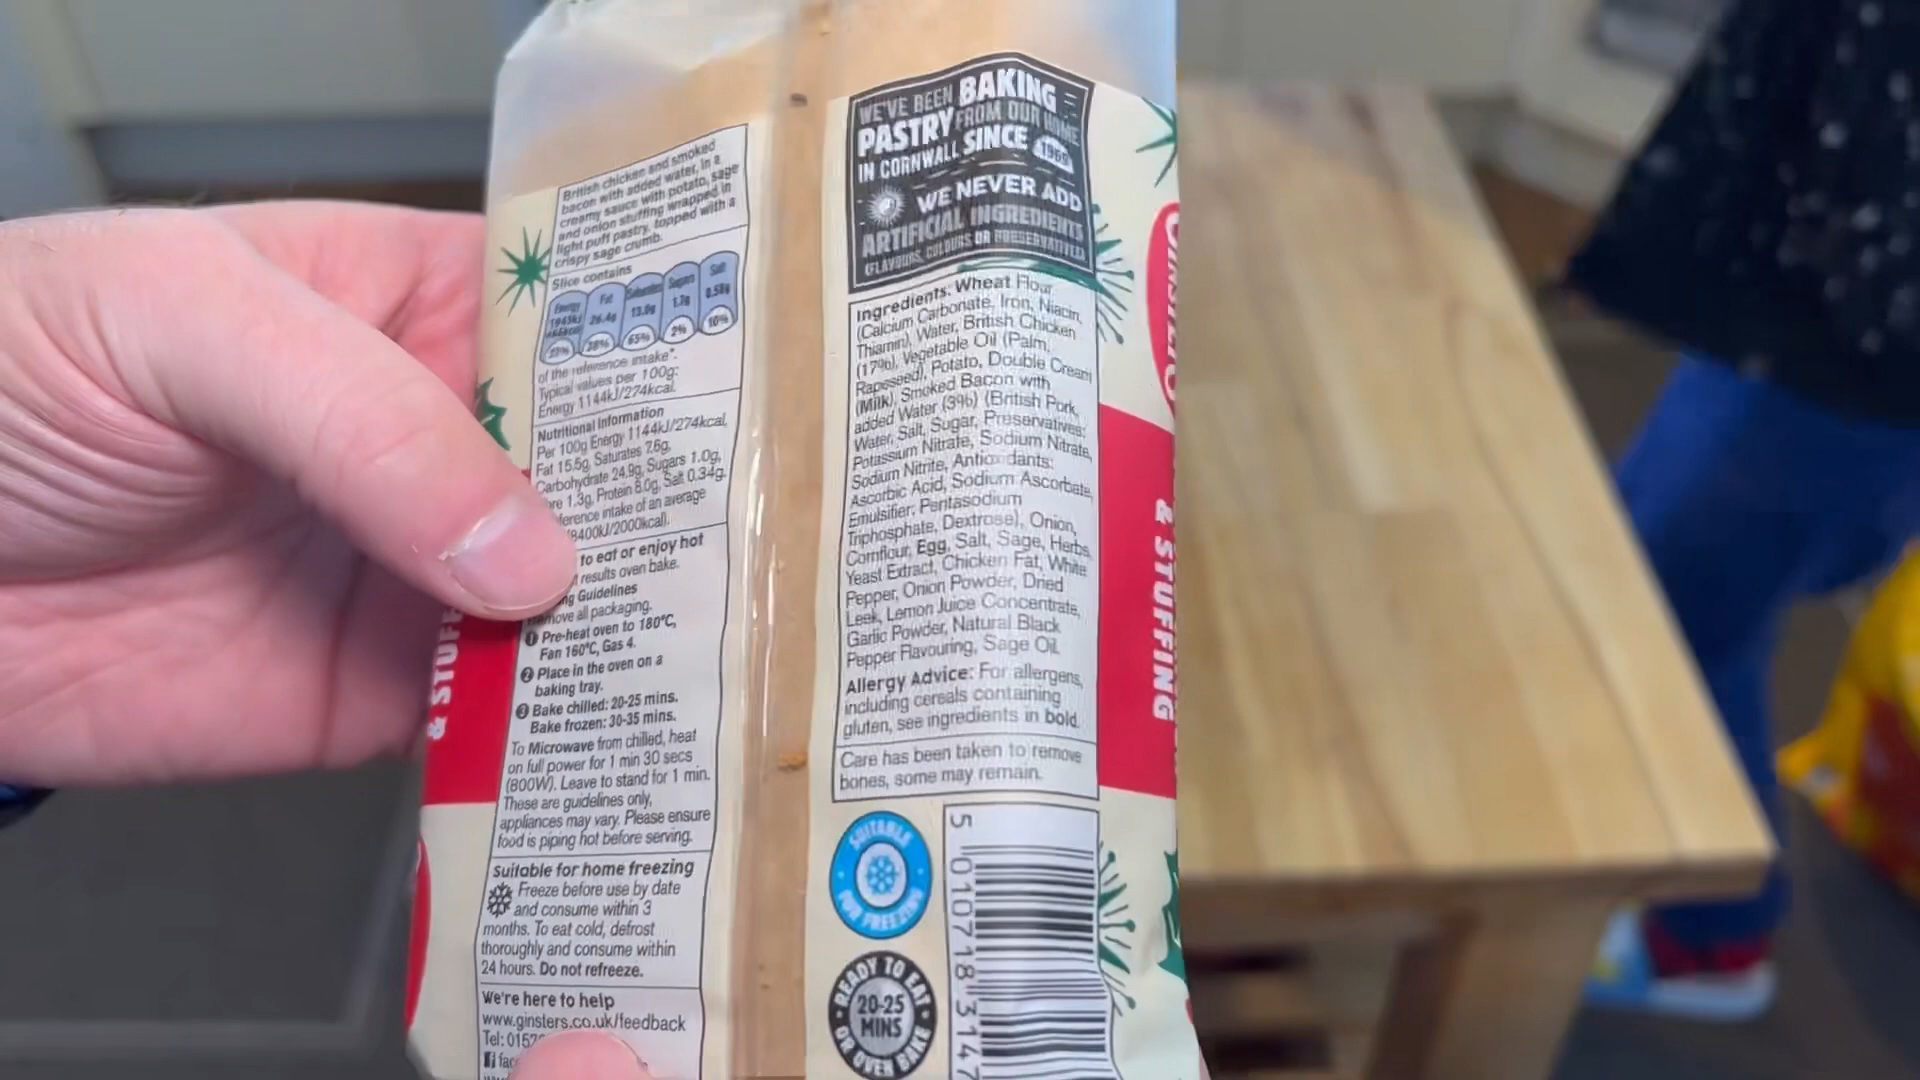 British chicken and smoked
bacon with added water, in a
creamy sauce with potato, sage
and onion stuffing wrapped in
light puff pastry, topped with a
crispy sage crumb.
Slice contains
Energy Fat Saturates Sugars Salt
1945kJ 26.4g 13.0g 1.7g 0.58g
38% 65% 2% 10%
of the reference intake*.
Typical values per 100g:
Energy 1144kJ/274kcal.
Nutritional Information
Per 100g Energy 1144kJ/274kcal,
Fat 15.5g, Saturates 7.6g,
Carbohydrate 24.9g, Sugars 1.0g,
1.3g, Protein 8.0g, Salt 0.34g.
intake of an average
8400kJ/2000kcal).
to eat or enjoy hot
results oven bake.
Guidelines
all packaging.
1 Pre-heat oven to 180°C,
Fan 160°C, Gas 4.
2 Place in the oven on a
baking tray.
3 Bake chilled: 20-25 mins.
Bake frozen: 30-35 mins.
To Microwave from chilled, heat
on full power for 1 min 30 secs
(800W). Leave to stand for 1 min.
These are guidelines only,
appliances may vary. Please ensure
food is piping hot before serving.
Suitable for home freezing
Freeze before use by date
and consume within 3
months. To eat cold, defrost
thoroughly and consume within
24 hours. Do not refreeze.
We're here to help
www.ginsters.co.uk/feedback
Tel:
WE'VE BEEN BAKING
PASTRY FROM OUR HOME
IN CORNWALL SINCE 1969
WE NEVER ADD
ARTIFICIAL INGREDIENTS
(FLAVOURS, COLOURS OR PRESERVATIVES)
Ingredients: Wheat Flour
(Calcium Carbonate, Iron, Niacin,
Thiamin), Water, British Chicken
(17%), Vegetable Oil (Palm,
Rapeseed), Potato, Double Cream
(Milk), Smoked Bacon with
added Water (3%) (British Pork,
Water, Salt, Sugar, Preservatives:
Potassium Nitrate, Sodium Nitrate,
Sodium Nitrite, Antioxidants:
Ascorbic Acid, Sodium Ascorbate,
Emulsifier, Pentasodium
Triphosphate, Dextrose), Onion,
Cornflour, Egg, Salt, Sage, Herbs,
Yeast Extract, Chicken Fat, White
Pepper, Onion Powder, Dried
Leek, Lemon Juice Concentrate,
Garlic Powder, Natural Black
Pepper Flavouring, Sage Oil.
Allergy Advice: For allergens,
including cereals containing
gluten, see ingredients in bold.
Care has been taken to remove
bones, some may remain.
SUITABLE
FOR FREEZING
READY TO EAT
20-25
MINS
OR OVEN BAKE
5 010718 3147
& STUFFING
GINSTERS